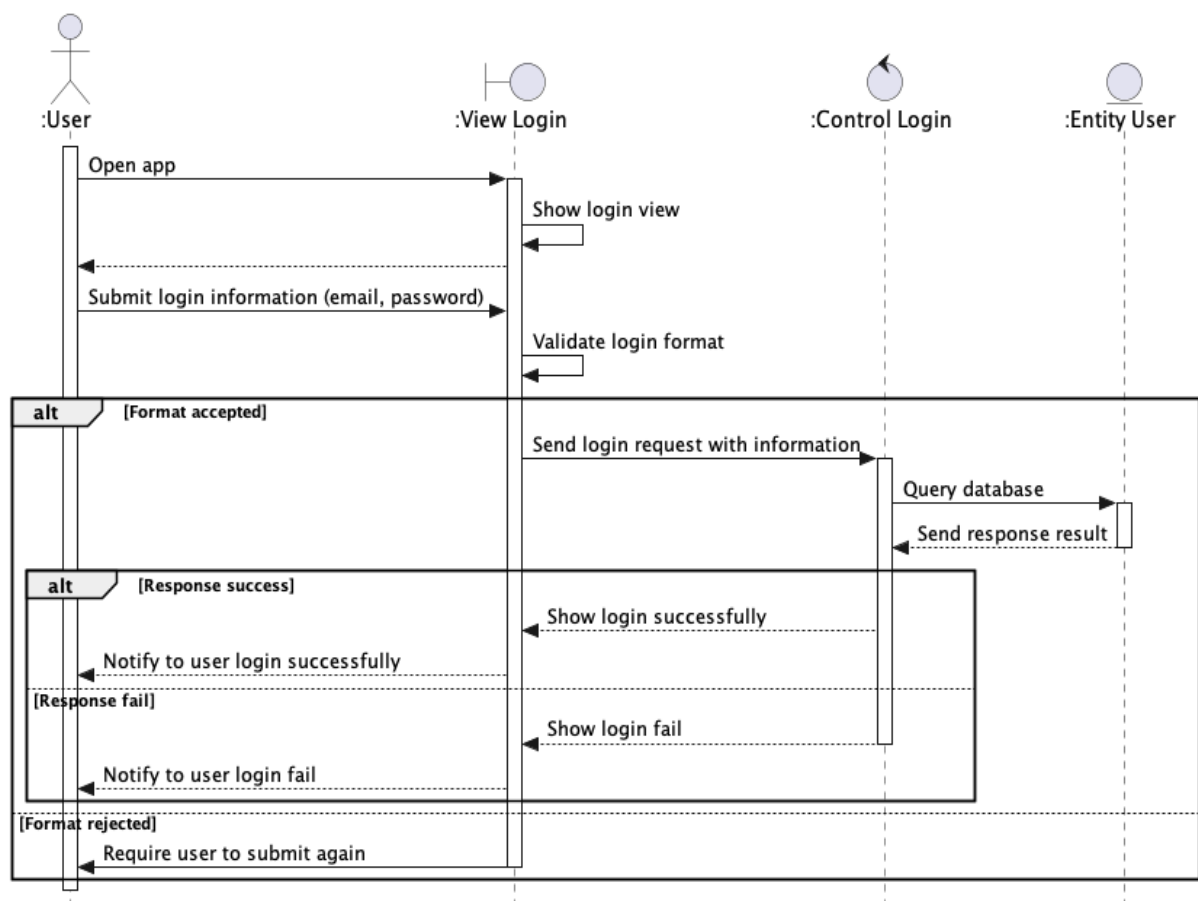 :User
:View Login
:Control Login
:Entity User
Open app
Show login view
Submit login information (email, password)
Validate login format
alt [Format accepted]
Send login request with information
Query database
Send response result
alt [Response success]
Show login successfully
Notify to user login successfully
[Response fail]
Show login fail
Notify to user login fail
[Format rejected]
Require user to submit again